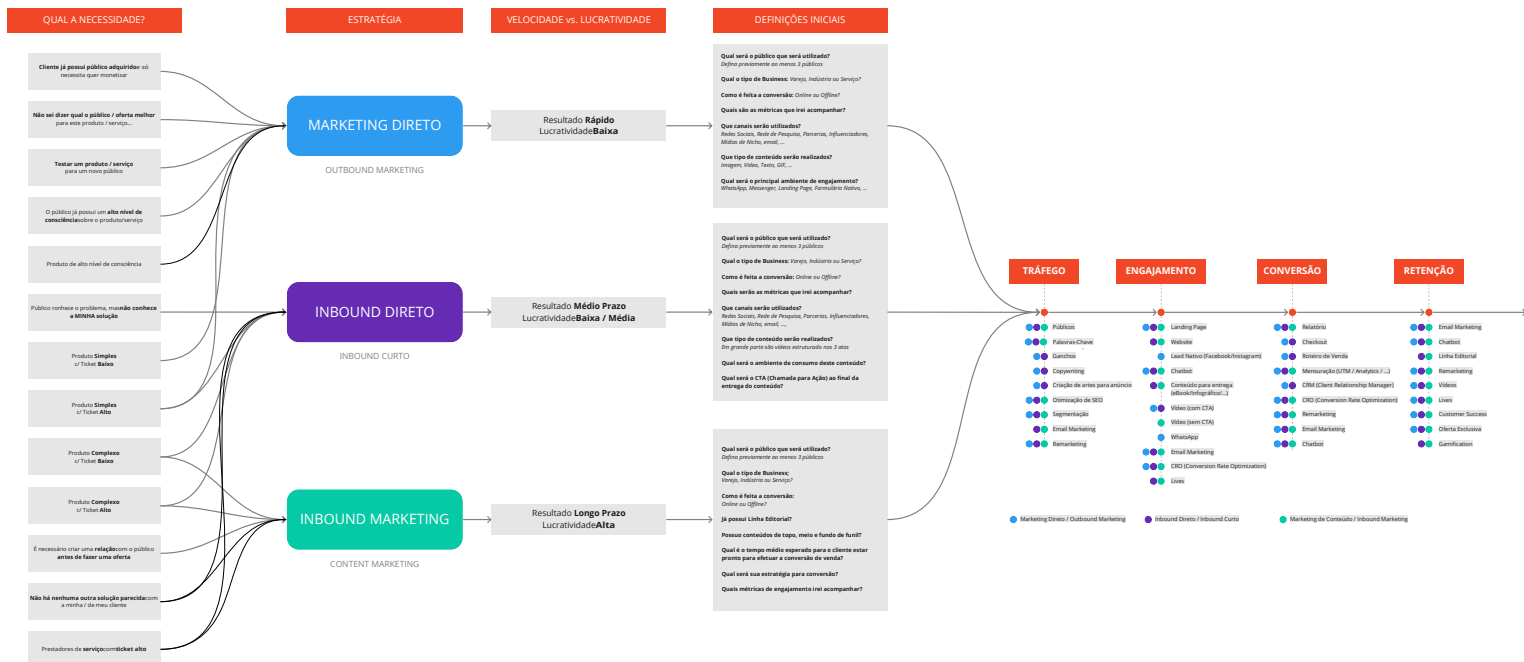 QUAL A NECESSIDADE?
ESTRATÉGIA
VELOCIDADE vs. LUCRATIVIDADE
DEFINIÇÕES INICIAIS
Cliente já possui público adquiridoe só
necessita quer monetizar
Não sei dizer qual o público / oferta melhor
para este produto / serviço...
Testar um produto / serviço
para um novo público
O público já possui um alto nível de
consciênciasobre o produto/serviço
Produto de alto nível de consciência
Público conhece o problema, masnão conhece
a MINHA solução
Produto Simples
c/ Ticket Baixo
Produto Simples
c/ Ticket Alto
Produto Complexo
c/ Ticket Baixo
Produto Complexo
c/ Ticket Alto
É necessário criar uma relaçãocom o público
antes de fazer uma oferta
Não há nenhuma outra solução parecidacom
a minha / de meu cliente
Prestadores de serviçocomticket alto
MARKETING DIRETO
OUTBOUND MARKETING
INBOUND DIRETO
INBOUND CURTO
INBOUND MARKETING
CONTENT MARKETING
Resultado Rápido
LucratividadeBaixa
Resultado Médio Prazo
LucratividadeBaixa / Média
Resultado Longo Prazo
LucratividadeAlta
Qual será o público que será utilizado?
Defina previamente ao menos 3 públicos
Qual o tipo de Business: Varejo, Indústria ou Serviço?
Como é feita a conversão: Online ou Offline?
Quais são as métricas que irei acompanhar?
Que canais serão utilizados?
Redes Sociais, Rede de Pesquisa, Parcerias, Influenciadores,
Mídias de Nicho, email, ...
Que tipo de conteúdo serão realizados?
Imagem, Vídeo, Texto, GIF, ...
Qual será o principal ambiente de engajamento?
WhatsApp, Messenger, Landing Page, Formulário Nativo, ...
Qual será o público que será utilizado?
Defina previamente ao menos 3 públicos
Qual o tipo de Business: Varejo, Indústria ou Serviço?
Como é feita a conversão: Online ou Offline?
Quais serão as métricas que irei acompanhar?
Que canais serão utilizados?
Redes Sociais, Rede de Pesquisa, Parcerias, Influenciadores,
Mídias de Nicho, email, ...,
Que tipo de conteúdo serão realizados?
Em grande parte são vídeos estruturado nos 3 atos
Qual será o ambiente de consumo deste conteúdo?
Qual será o CTA (Chamada para Ação) ao final da
entrega do conteúdo?
Qual será o público que será utilizado?
Defina previamente ao menos 3 públicos
Qual o tipo de Business;
Varejo, Indústria ou Serviço?
Como é feita a conversão:
Online ou Offline?
Já possui Linha Editorial?
Possuo conteúdos de topo, meio e fundo de funil?
Qual é o tempo médio esperado para o cliente estar
pronto para efetuar a conversão de venda?
Qual será sua estratégia para conversão?
Quais métricas de engajamento irei acompanhar?
TRÁFEGO
Públicos
Palavras-Chave
Ganchos
Copywriting
Criação de artes para anúncio
Otimização de SEO
Segmentação
Email Marketing
Remarketing
ENGAJAMENTO
Landing Page
Website
Lead Nativo (Facebook/Instagram)
Chatbot
Conteúdo para entrega
(eBook/Infográfico/...)
Vídeo (com CTA)
Vídeo (sem CTA)
WhatsApp
Email Marketing
CRO (Conversion Rate Optimization)
Lives
CONVERSÃO
Relatório
Checkout
Roteiro de Venda
Mensuração (UTM / Analytics / ...)
CRM (Client Relationship Manager)
CRO (Conversion Rate Optimization)
Remarketing
Email Marketing
Chatbot
RETENÇÃO
Email Marketing
Chatbot
Linha Editorial
Remarketing
Vídeos
Lives
Customer Success
Oferta Exclusiva
Gamification
Marketing Direto / Outbound Marketing
Inbound Direto / Inbound Curto
Marketing de Conteúdo / Inbound Marketing